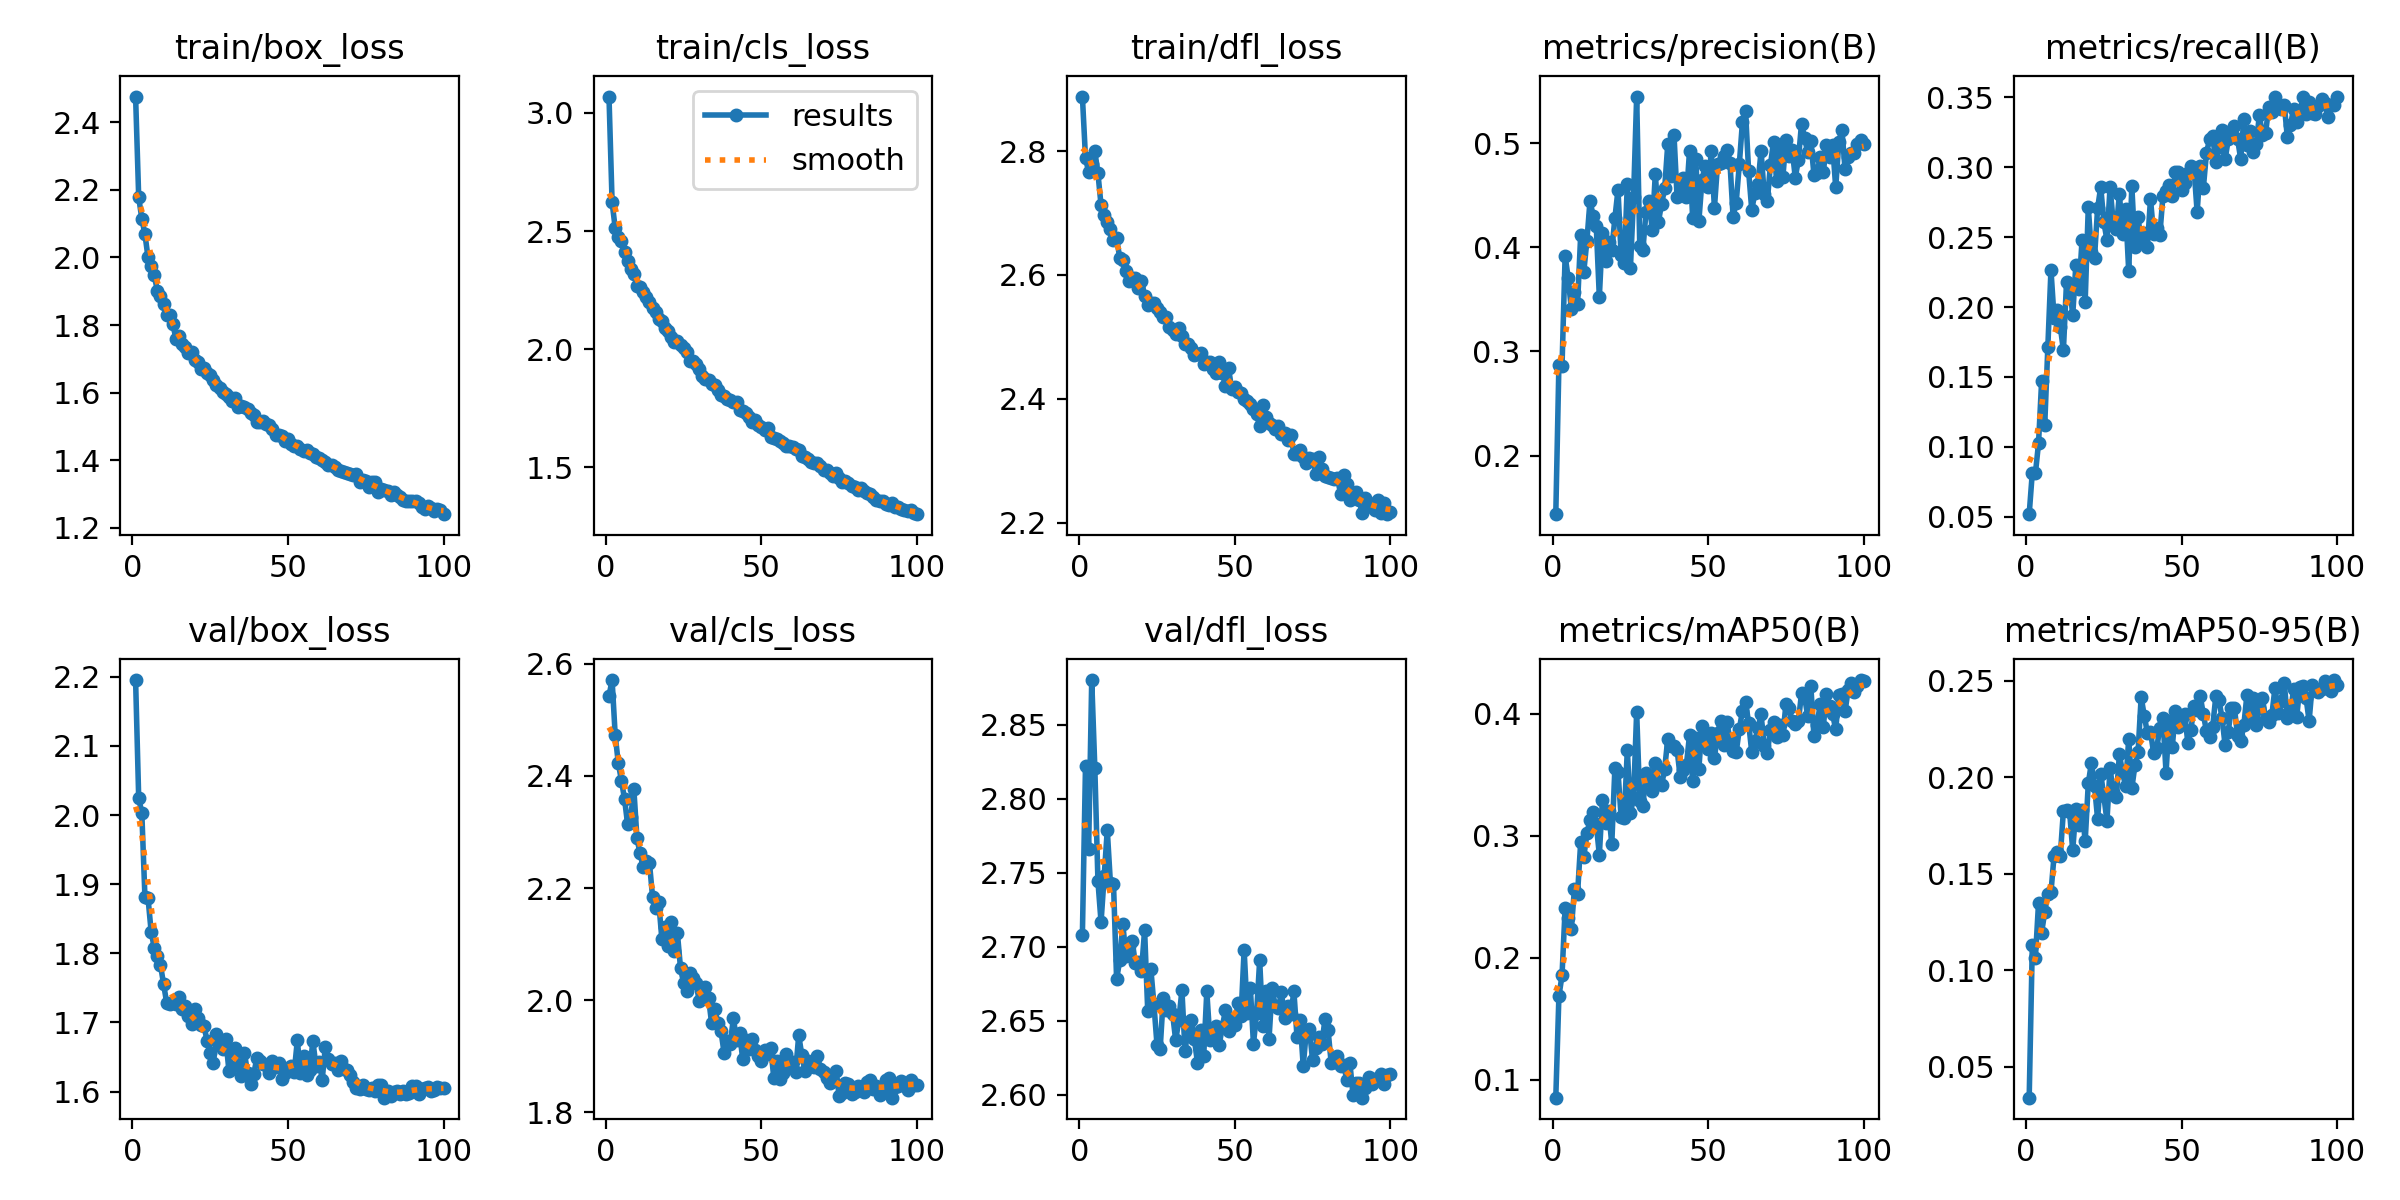 train/box_loss
train/cls_loss
train/dfl_loss
metrics/precision(B)
metrics/recall(B)
2.4
2.2
2.0
1.8
1.6
1.4
1.2
0 50 100
3.0
2.5
2.0
1.5
0 50 100
results
smooth
2.8
2.6
2.4
2.2
0 50 100
0.5
0.4
0.3
0.2
0 50 100
0.35
0.30
0.25
0.20
0.15
0.10
0.05
0 50 100
val/box_loss
val/cls_loss
val/dfl_loss
metrics/mAP50(B)
metrics/mAP50-95(B)
2.2
2.1
2.0
1.9
1.8
1.7
1.6
0 50 100
2.6
2.4
2.2
2.0
1.8
0 50 100
2.85
2.80
2.75
2.70
2.65
2.60
0 50 100
0.4
0.3
0.2
0.1
0 50 100
0.25
0.20
0.15
0.10
0.05
0 50 100